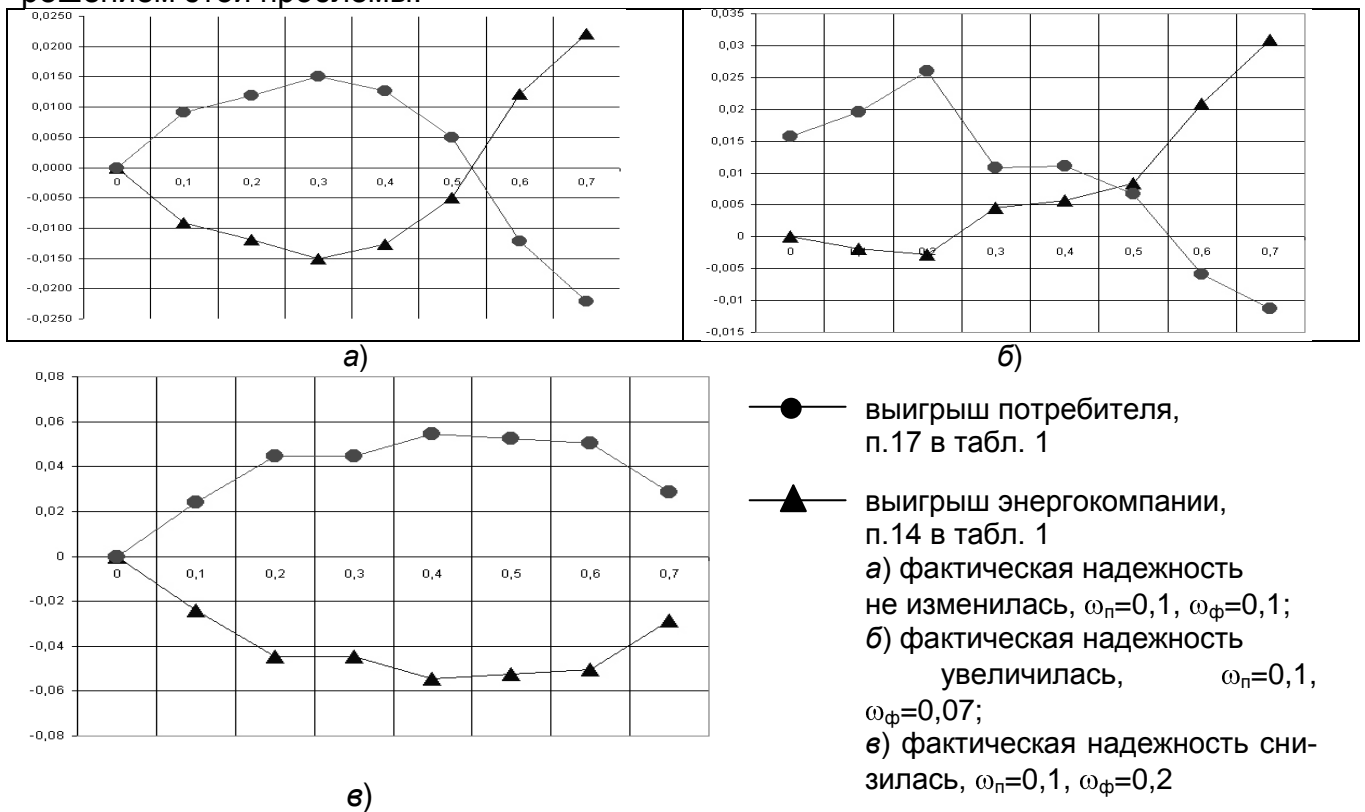 решением этой проблемы.
0,0250
0,0200
0,0150
0,0100
0,0050
0,0000
-0,0050
-0,0100
-0,0150
-0,0200
-0,0250
0 0,1 0,2 0,3 0,4 0,5 0,6 0,7
а)
0,035
0,03
0,025
0,02
0,015
0,01
0,005
0
-0,005
-0,01
-0,015
0 0,1 0,2 0,3 0,4 0,5 0,6 0,7
б)
0,08
0,06
0,04
0,02
0
-0,02
-0,04
-0,06
-0,08
0 0,1 0,2 0,3 0,4 0,5 0,6 0,7
в)
выигрыш потребителя,
п.17 в табл. 1
выигрыш энергокомпании,
п.14 в табл. 1
а) фактическая надежность
не изменилась, ωп=0,1, ωф=0,1;
б) фактическая надежность
увеличилась, ωп=0,1,
ωф=0,07;
в) фактическая надежность сни-
зилась, ωп=0,1, ωф=0,2